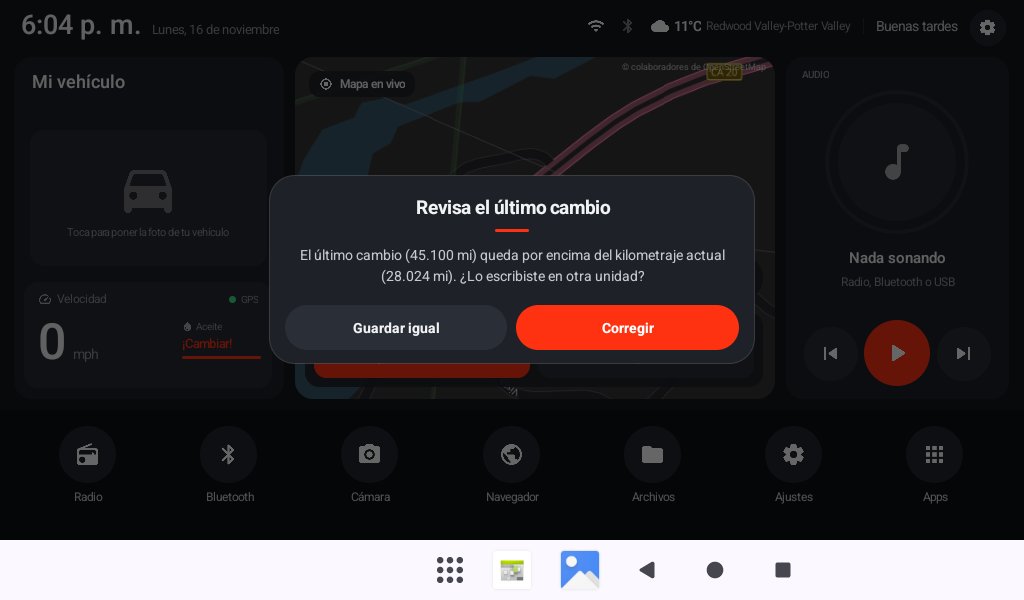 6:04 p. m. Lunes, 16 de noviembre
11°C Redwood Valley-Potter Valley
Buenas tardes
Mi vehículo
Toca para poner la foto de tu vehículo
Velocidad
GPS
0 mph
Aceite
¡Cambiar!
Mapa en vivo
© colaboradores de OpenStreetMap
CA 20
Revisa el último cambio
El último cambio (45.100 mi) queda por encima del kilometraje actual
(28.024 mi). ¿Lo escribiste en otra unidad?
Guardar igual
Corregir
AUDIO
Nada sonando
Radio, Bluetooth o USB
Radio
Bluetooth
Cámara
Navegador
Archivos
Ajustes
Apps